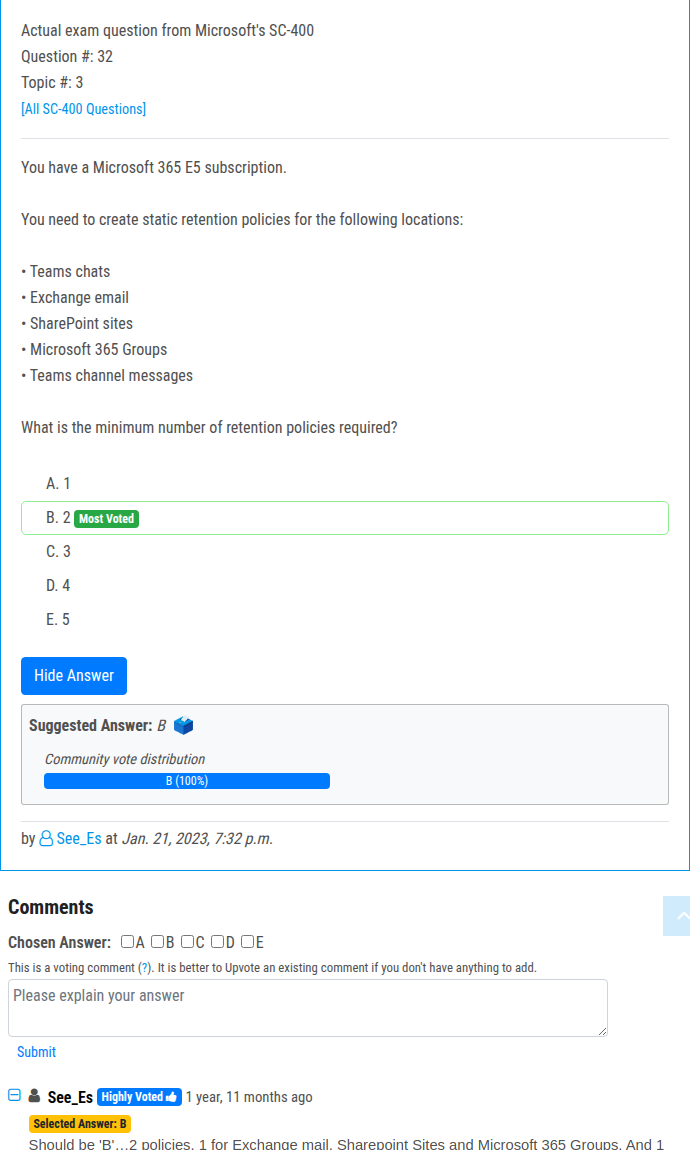 Actual exam question from Microsoft's SC-400
Question #: 32
Topic #: 3
[All SC-400 Questions]
You have a Microsoft 365 E5 subscription.
You need to create static retention policies for the following locations:
• Teams chats
• Exchange email
• SharePoint sites
• Microsoft 365 Groups
• Teams channel messages
What is the minimum number of retention policies required?
A. 1
B. 2 Most Voted
C. 3
D. 4
E. 5
Hide Answer
Suggested Answer: B
Community vote distribution
B (100%)
by See_Es at Jan. 21, 2023, 7:32 p.m.
Comments
Chosen Answer: A B C D E
This is a voting comment (?). It is better to Upvote an existing comment if you don't have anything to add.
Please explain your answer
Submit
See_Es Highly Voted 1 year, 11 months ago
Selected Answer: B
Should be 'B'...2 policies. 1 for Exchange mail, Sharepoint Sites and Microsoft 365 Groups. And 1